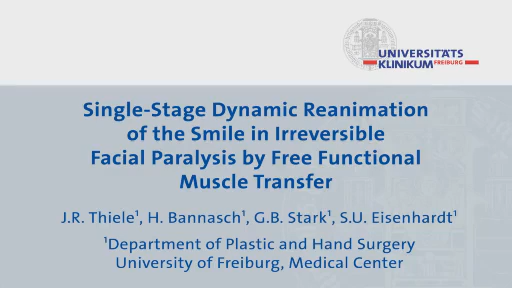 UNIVERSITÄTS
KLINIKUM FREIBURG
Single-Stage Dynamic Reanimation
of the Smile in Irreversible
Facial Paralysis by Free Functional
Muscle Transfer
J.R. Thiele¹, H. Bannasch¹, G.B. Stark¹, S.U. Eisenhardt¹
¹Department of Plastic and Hand Surgery
University of Freiburg, Medical Center